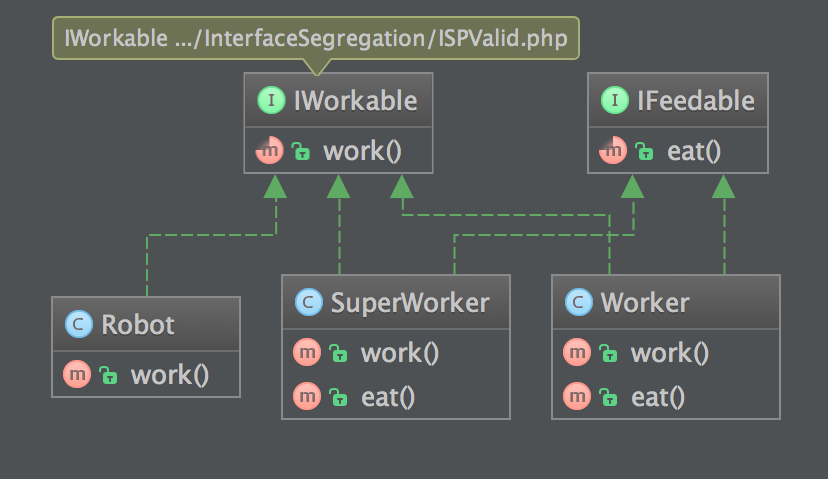 IWorkable .../InterfaceSegregation/ISPValid.php
I IWorkable
m work()
I IFeedable
m eat()
C Robot
m work()
C SuperWorker
m work()
m eat()
C Worker
m work()
m eat()